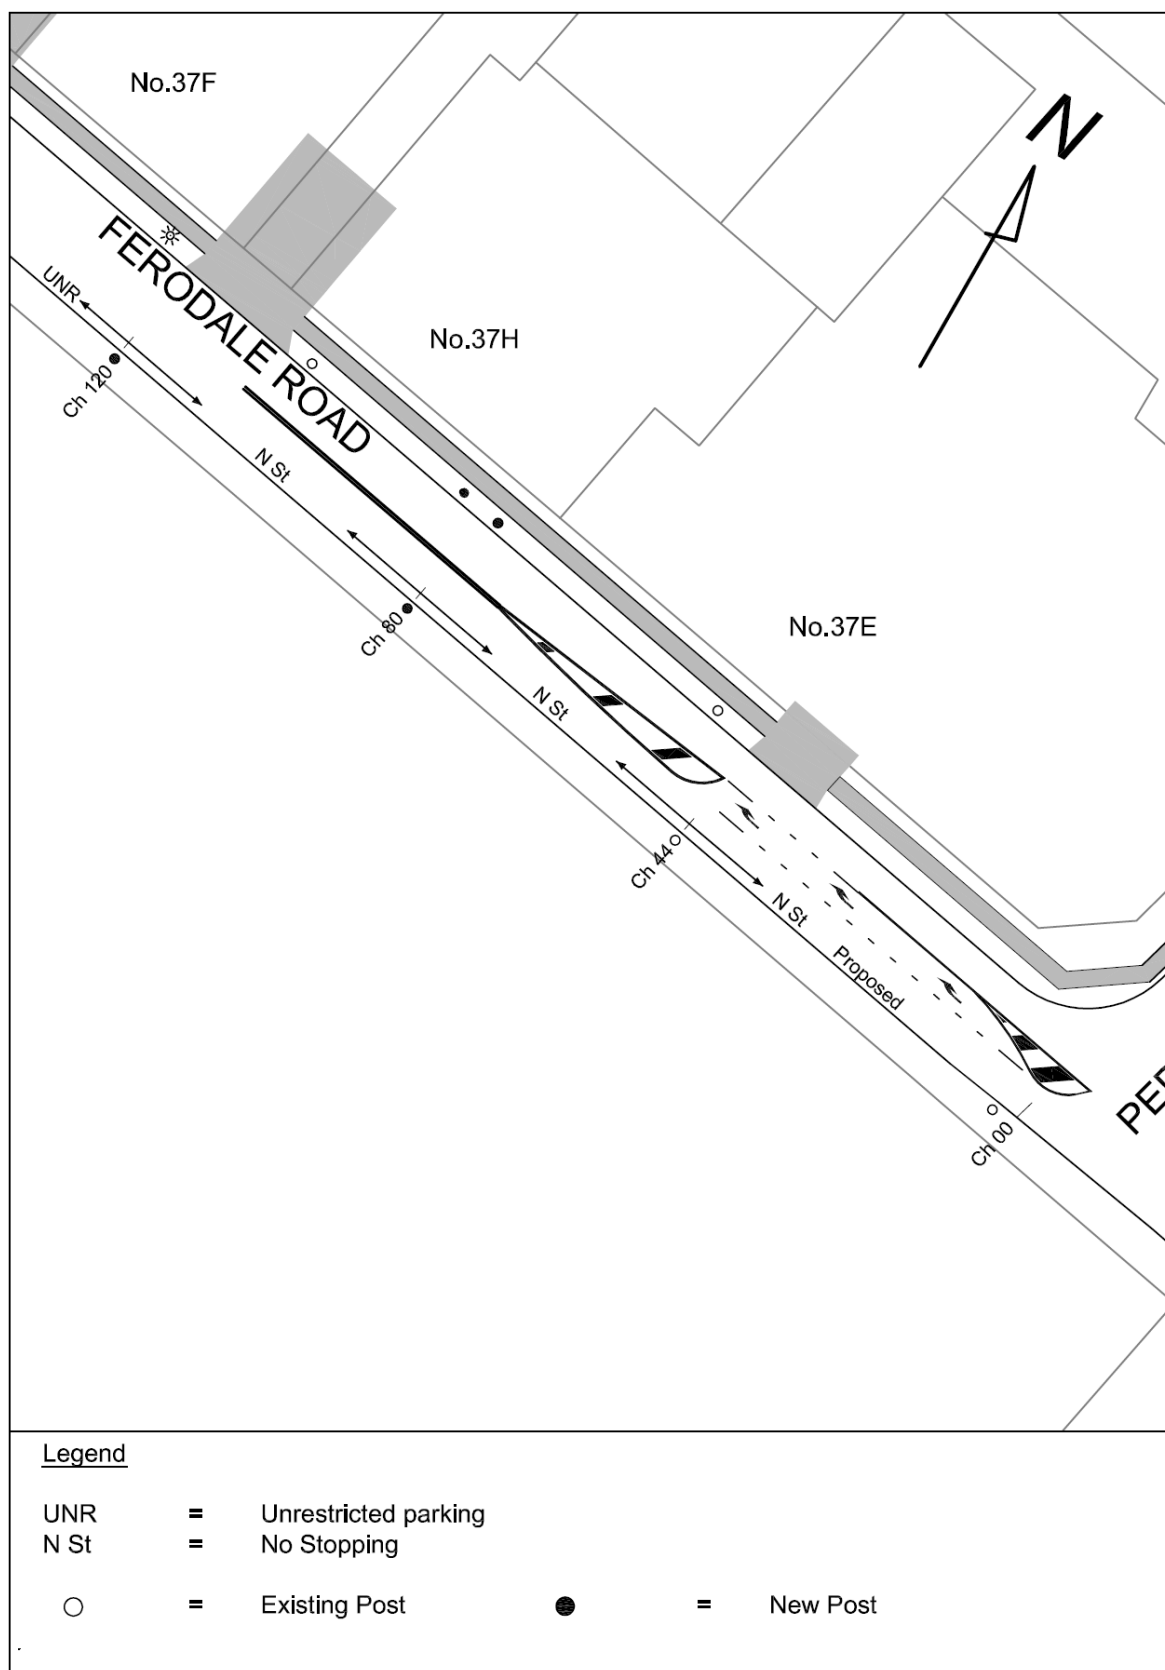 No.37F
N
FERODALE ROAD
UNR
No.37H
Ch 120
N St
No.37E
Ch 80
N St
Ch 44
N St
Proposed
Ch 00
Legend
UNR = Unrestricted parking
N St = No Stopping
= Existing Post = New Post